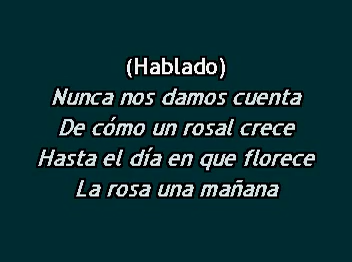 (Hablado)
Nunca nos damos cuenta
De cómo un rosal crece
Hasta el día en que florece
La rosa una mañana